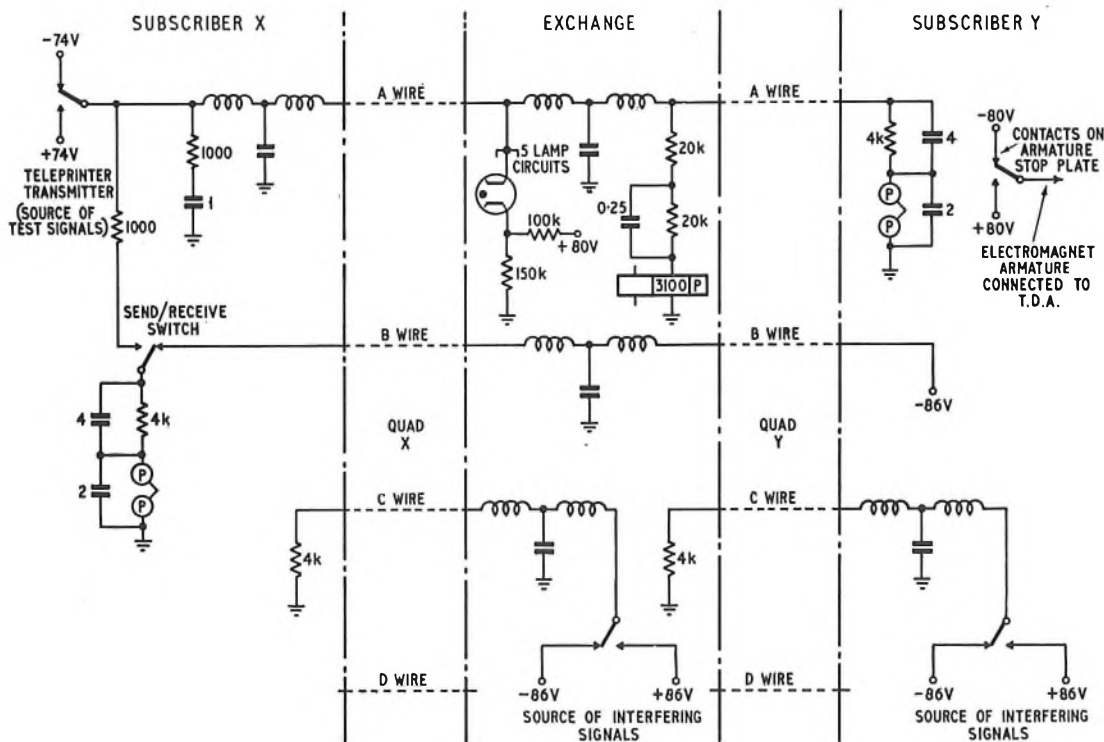 SUBSCRIBER X
EXCHANGE
SUBSCRIBER Y
-74V
+74V
TELEPRINTER
TRANSMITTER
(SOURCE OF
TEST SIGNALS)
1000
1
1000
A WIRE
5 LAMP
CIRCUITS
100k
+80V
150k
20k
0·25
20k
3100 P
A WIRE
4k
4
P
P
2
-80V
CONTACTS ON
ARMATURE
STOP PLATE
+80V
ELECTROMAGNET
ARMATURE
CONNECTED TO
T.D.A.
SEND/RECEIVE
SWITCH
B WIRE
B WIRE
-86V
4
4k
2
P
P
QUAD
X
QUAD
Y
C WIRE
4k
C WIRE
4k
D WIRE
-86V
+86V
SOURCE OF INTERFERING
SIGNALS
D WIRE
-86V
+86V
SOURCE OF INTERFERING
SIGNALS